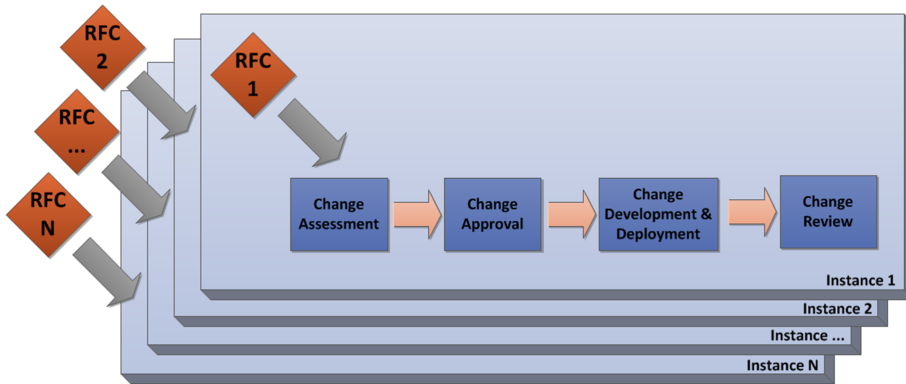 RFC
2
RFC
1
RFC
...
RFC
N
Change
Assessment
Change
Approval
Change
Development &
Deployment
Change
Review
Instance 1
Instance 2
Instance ...
Instance N